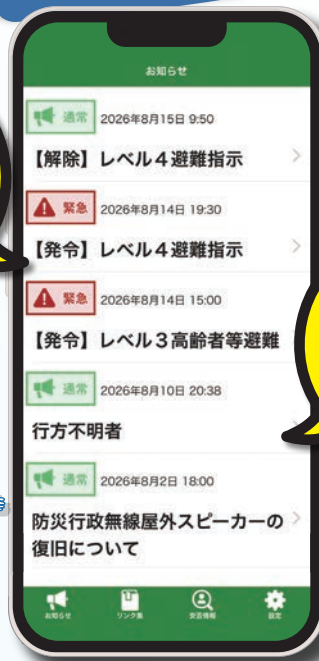 お知らせ
通常 2026年8月15日 9:50
【解除】レベル4避難指示
緊急 2026年8月14日 19:30
【発令】レベル4避難指示
緊急 2026年8月14日 15:00
【発令】レベル3高齢者等避難
通常 2026年8月10日 20:38
行方不明者
通常 2026年8月2日 18:00
防災行政無線屋外スピーカーの
復旧について
お知らせ リンク集 安否情報 設定